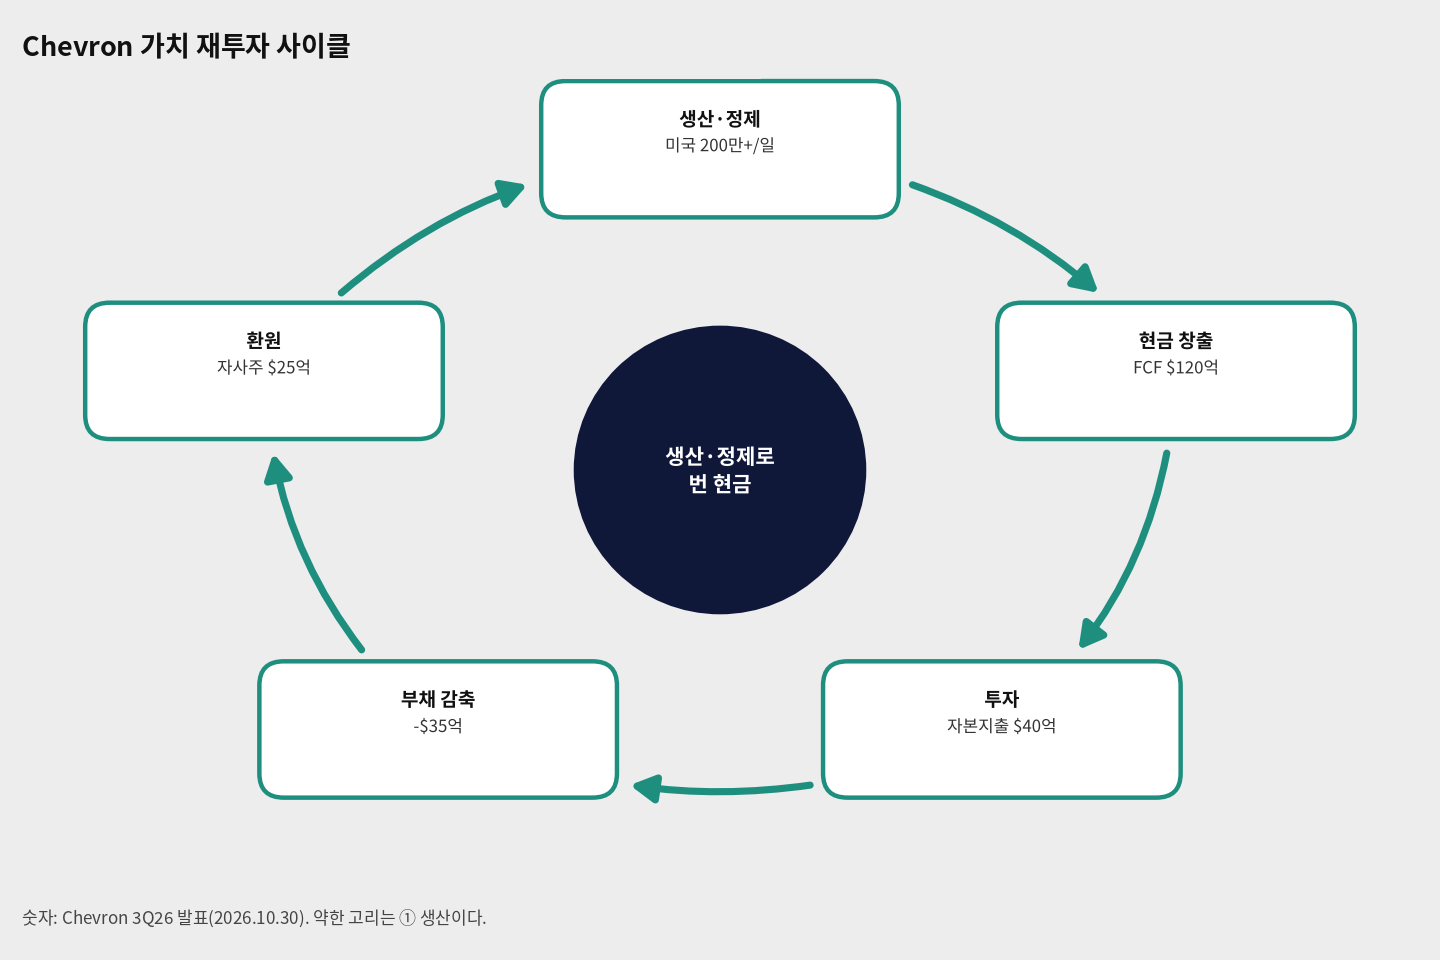 Chevron 가치 재투자 사이클
생산·정제
미국 200만+/일
현금 창출
FCF $120억
투자
자본지출 $40억
부채 감축
-$35억
환원
자사주 $25억
생산·정제로
번 현금
숫자: Chevron 3Q26 발표(2026.10.30). 약한 고리는 ① 생산이다.